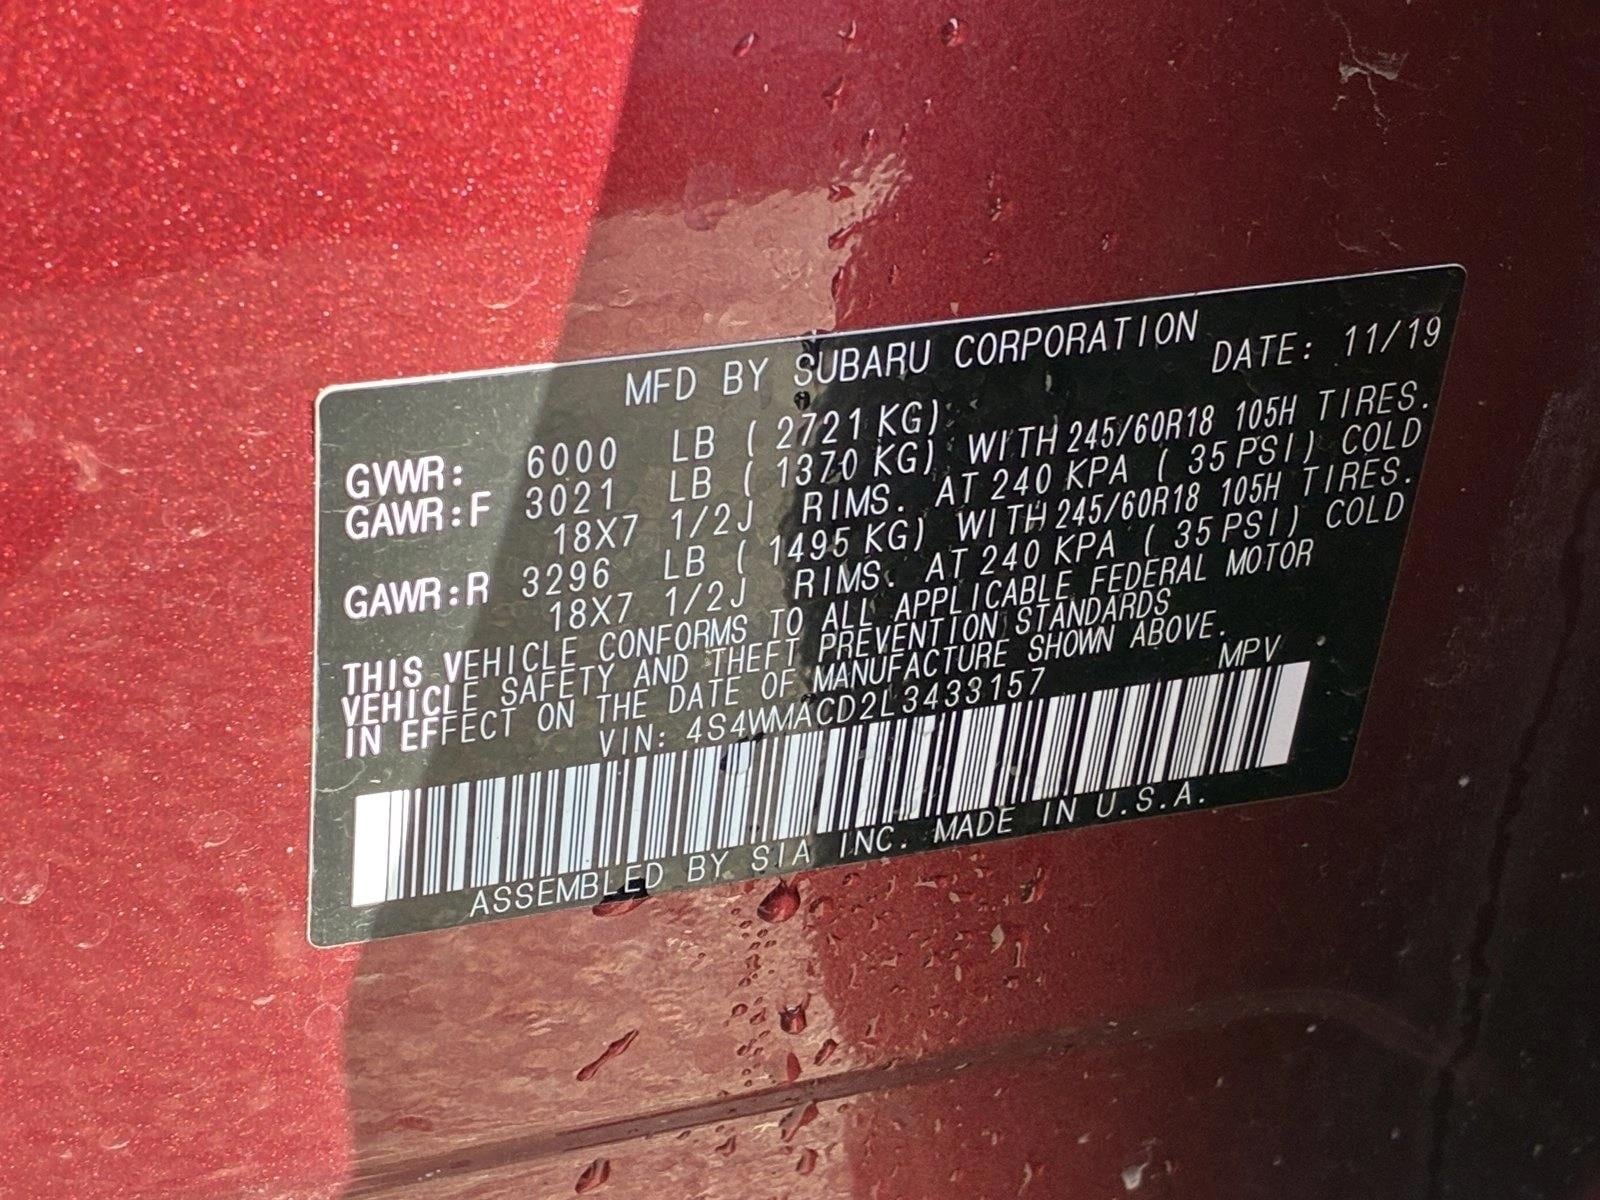 MFD BY SUBARU CORPORATION DATE: 11/19
GVWR: 6000 LB ( 2721 KG)
GAWR:F 3021 LB ( 1370 KG) WITH 245/60R18 105H TIRES.
18X7 1/2J RIMS. AT 240 KPA ( 35 PSI) COLD
GAWR:R 3296 LB ( 1495 KG) WITH 245/60R18 105H TIRES.
18X7 1/2J RIMS. AT 240 KPA ( 35 PSI) COLD
THIS VEHICLE CONFORMS TO ALL APPLICABLE FEDERAL MOTOR
VEHICLE SAFETY AND THEFT PREVENTION STANDARDS
IN EFFECT ON THE DATE OF MANUFACTURE SHOWN ABOVE.
VIN: 4S4WMACD2L3433157 MPV
ASSEMBLED BY SIA INC. MADE IN U.S.A.